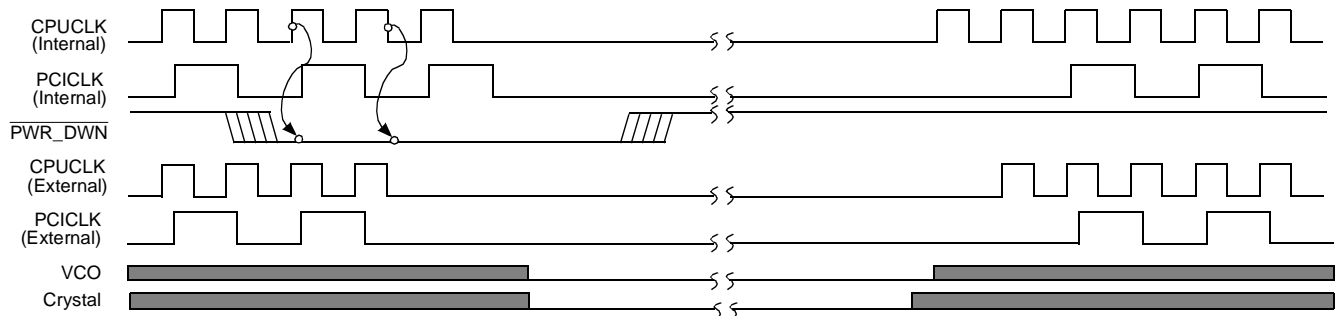 CPUCLK
(Internal)
PCICLK
(Internal)
PWR_DWN
CPUCLK
(External)
PCICLK
(External)
VCO
Crystal